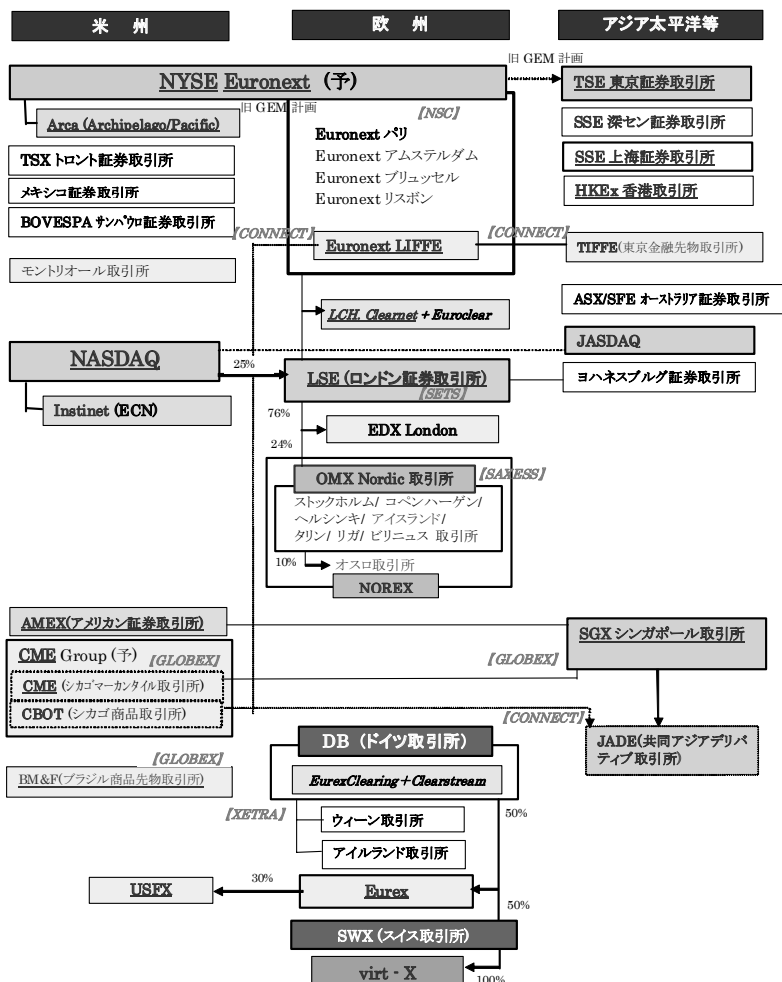 米 州
欧 州
アジア太平洋等
旧 GEM 計画
NYSE Euronext (予)
TSE 東京証券取引所
旧 GEM 計画
[NSC]
Arca (Archipelago/Pacific)
Euronext パリ
SSE 深セン証券取引所
TSX トロント証券取引所
Euronext アムステルダム
メキシコ証券取引所
Euronext ブリュッセル
SSE 上海証券取引所
BOVESPA サンパウロ証券取引所
Euronext リスボン
HKEx 香港取引所
[CONNECT]
Euronext LIFFE
[CONNECT]
TIFFE(東京金融先物取引所)
モントリオール取引所
LCH. Clearnet + Euroclear
ASX/SFE オーストラリア証券取引所
NASDAQ
JASDAQ
25%
LSE (ロンドン証券取引所)
[SETS]
ヨハネスブルグ証券取引所
Instinet (ECN)
76%
EDX London
24%
OMX Nordic 取引所
[SAXESS]
ストックホルム/ コペンハーゲン/
ヘルシンキ/ アイスランド/
タリン/ リガ/ ビリニュス 取引所
10%
オスロ取引所
NOREX
AMEX(アメリカン証券取引所)
SGX シンガポール取引所
CME Group (予)
[GLOBEX]
[GLOBEX]
CME (シカゴマーカンタイル取引所)
CBOT (シカゴ商品取引所)
[CONNECT]
DB (ドイツ取引所)
JADE(共同アジアデリバ
ティブ取引所)
[GLOBEX]
BM&F(ブラジル商品先物取引所)
EurexClearing+Clearstream
[XETRA]
ウィーン取引所
50%
アイルランド取引所
USFX
30%
Eurex
50%
SWX (スイス取引所)
virt - X
100%